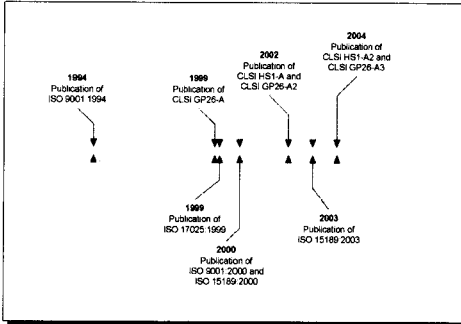 2004
Publication of
CLSI HS1-A2 and
CLSI GP26-A3
2002
Publication of
CLSI HS1-A and
CLSI GP26-A2
1994
Publication of
ISO 9001:1994
1999
Publication of
CLSI GP26-A
1999
Publication of
ISO 17025:1999
2000
Publication of
ISO 9001:2000 and
ISO 15189:2000
2003
Publication of
ISO 15189:2003